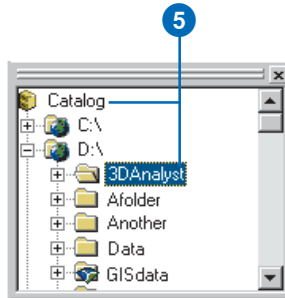 5
Catalog
C:\
D:\
3DAnalyst
Afolder
Another
Data
GISdata